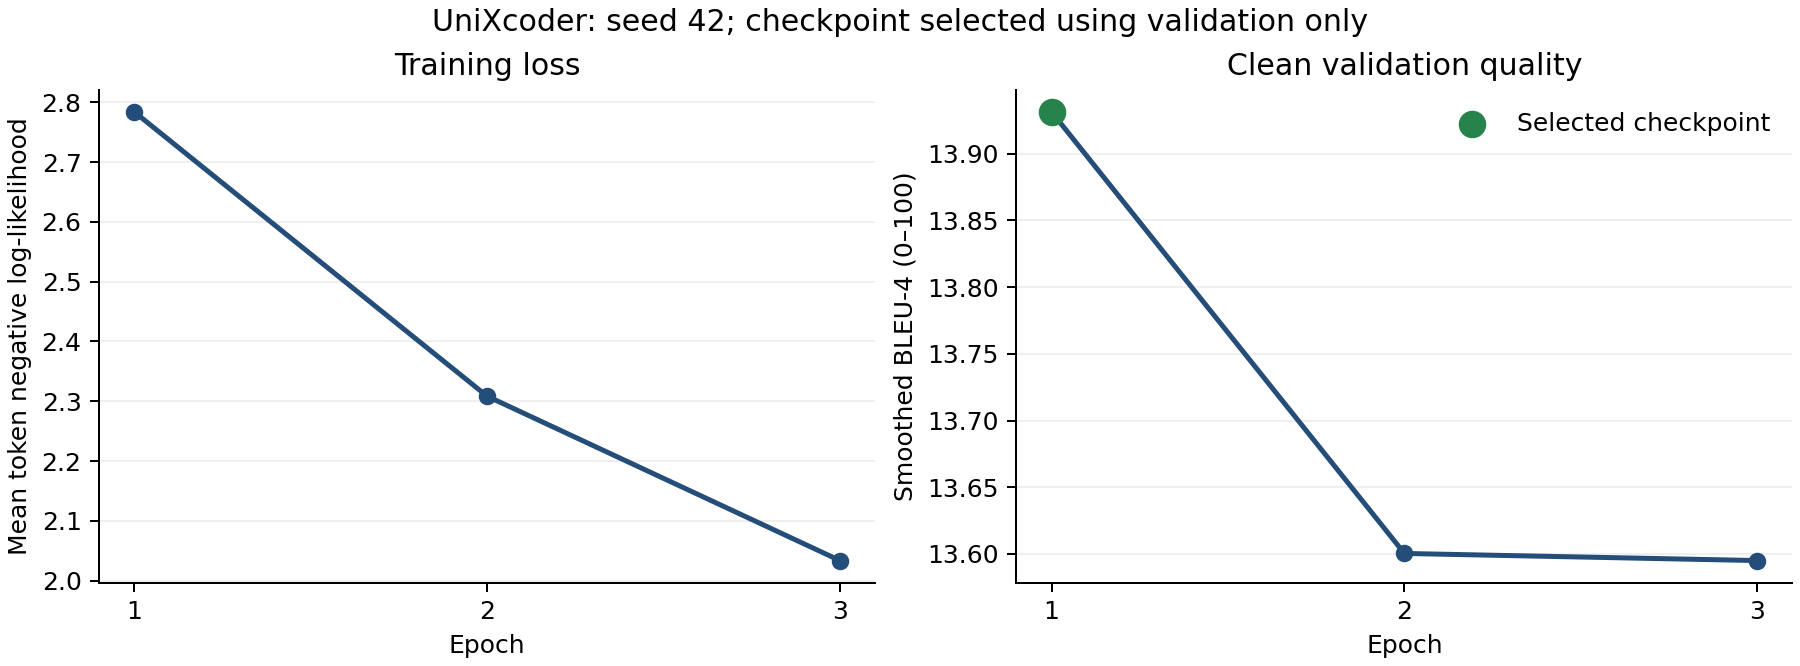 UniXcoder: seed 42; checkpoint selected using validation only
Training loss
Mean token negative log-likelihood
2.8
2.7
2.6
2.5
2.4
2.3
2.2
2.1
2.0
1
2
3
Epoch
Clean validation quality
Smoothed BLEU-4 (0–100)
Selected checkpoint
13.90
13.85
13.80
13.75
13.70
13.65
13.60
1
2
3
Epoch